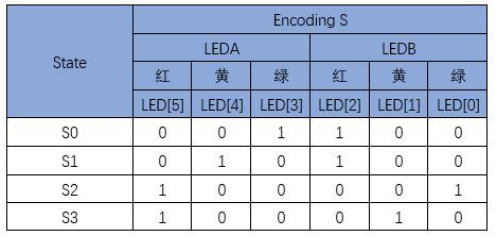 Encoding S
State
LEDA LEDB
红 黄 绿 红 黄 绿
LED[5] LED[4] LED[3] LED[2] LED[1] LED[0]
S0 0 0 1 1 0 0
S1 0 1 0 1 0 0
S2 1 0 0 0 0 1
S3 1 0 0 0 1 0